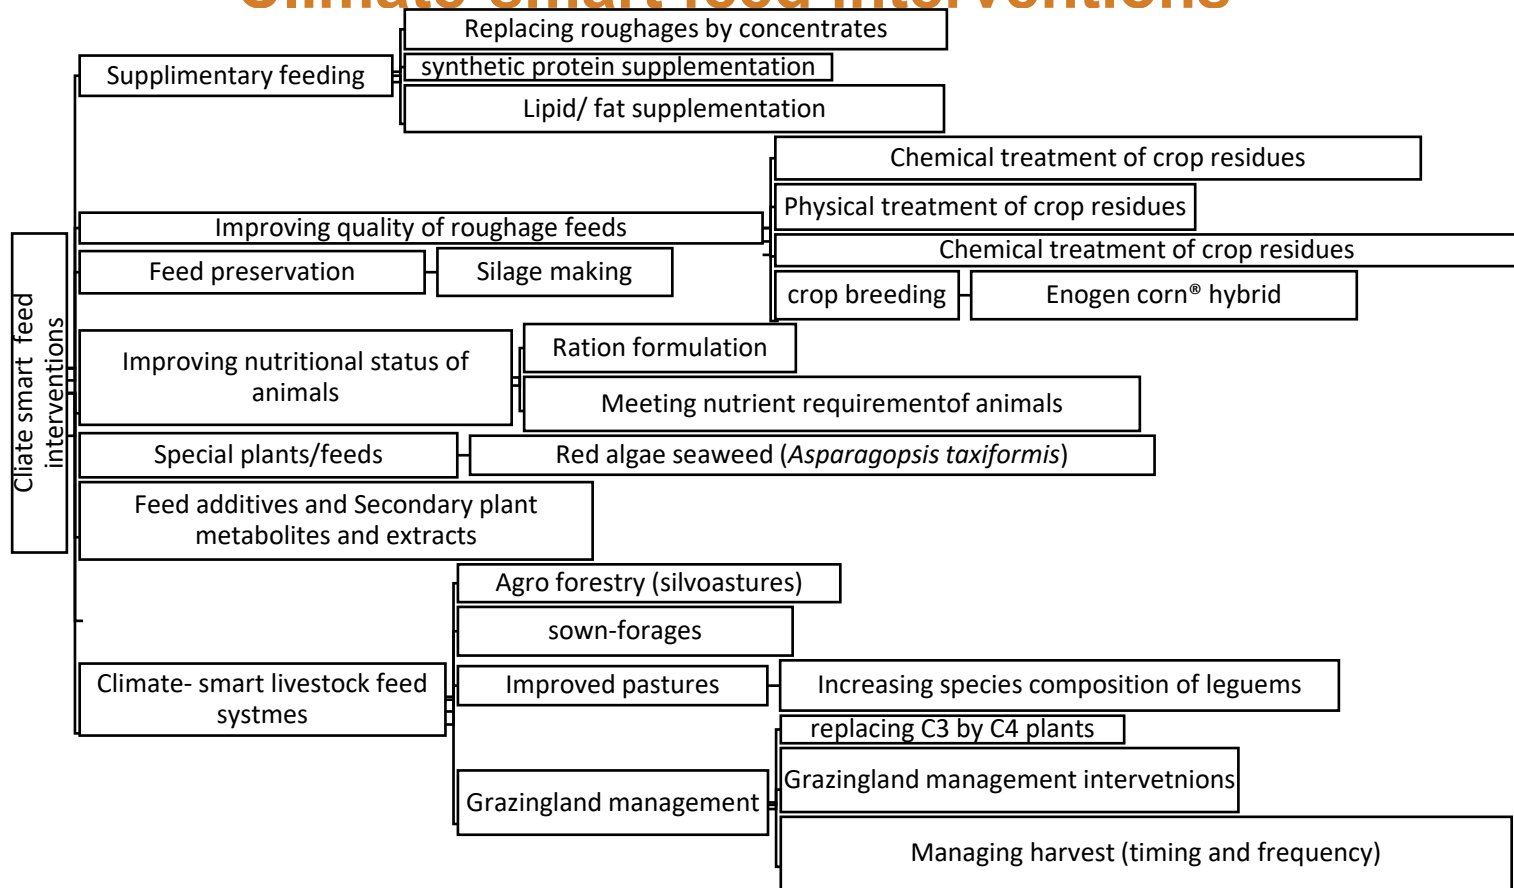 Climate-smart feed interventions
Replacing roughages by concentrates
Supplimentary feeding
synthetic protein supplementation
Lipid/ fat supplementation
Chemical treatment of crop residues
Physical treatment of crop residues
Improving quality of roughage feeds
Chemical treatment of crop residues
Feed preservation
Silage making
crop breeding
Enogen corn® hybrid
Cliate smart feed
interventions
Improving nutritional status of
animals
Ration formulation
Meeting nutrient requirementof animals
Special plants/feeds
Red algae seaweed (Asparagopsis taxiformis)
Feed additives and Secondary plant
metabolites and extracts
Agro forestry (silvoastures)
sown-forages
Climate- smart livestock feed
systmes
Improved pastures
Increasing species composition of leguems
replacing C3 by C4 plants
Grazingland management
Grazingland management intervetnions
Managing harvest (timing and frequency)